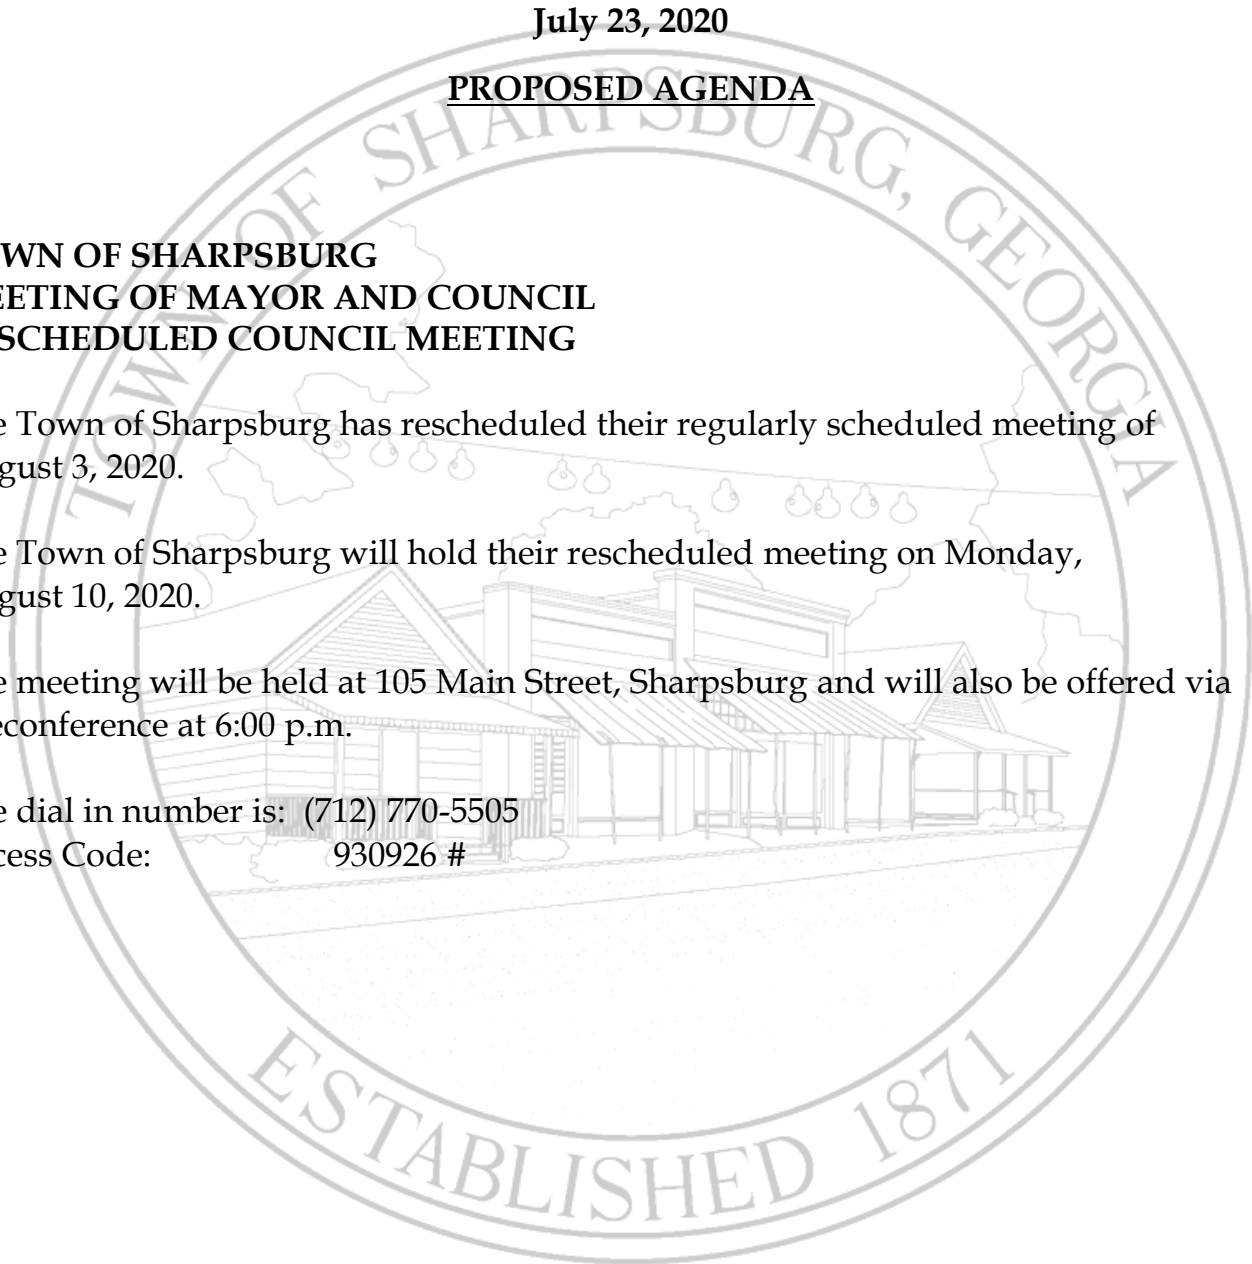 July 23, 2020
PROPOSED AGENDA
TOWN OF SHARPSBURG, GEORGIA
WN OF SHARPSBURG
EETING OF MAYOR AND COUNCIL
SCHEDULED COUNCIL MEETING
e Town of Sharpsburg has rescheduled their regularly scheduled meeting of
gust 3, 2020.
e Town of Sharpsburg will hold their rescheduled meeting on Monday,
gust 10, 2020.
e meeting will be held at 105 Main Street, Sharpsburg and will also be offered via
econference at 6:00 p.m.
e dial in number is: (712) 770-5505
cess Code: 930926 #
ESTABLISHED 1871